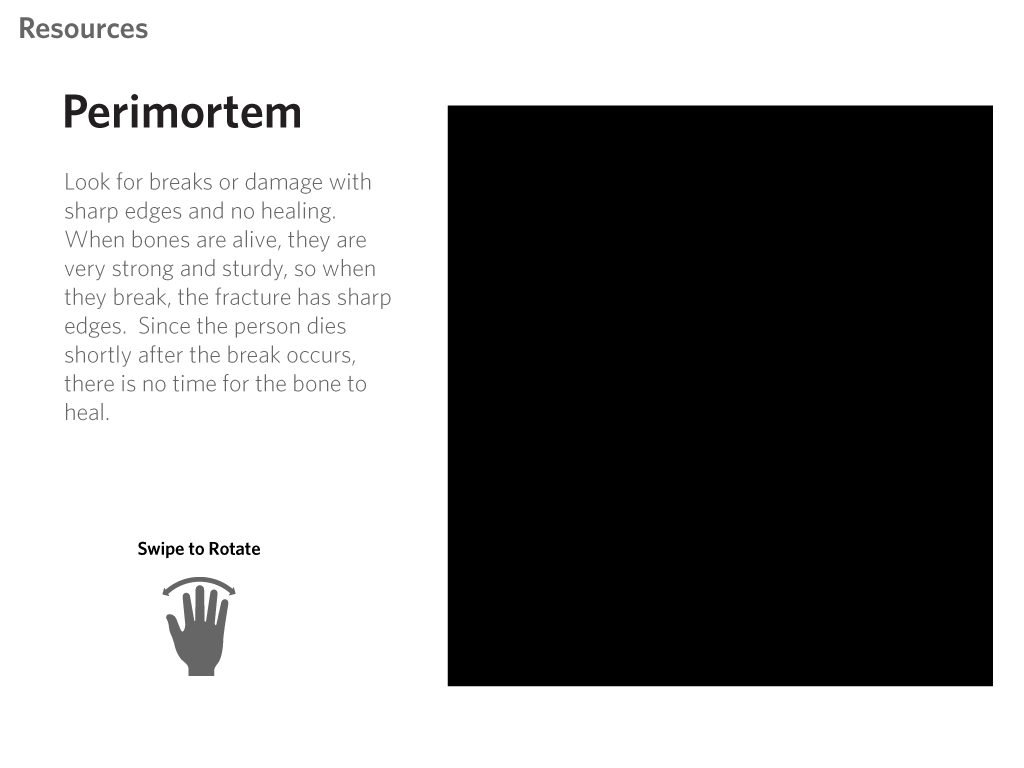 Resources
Perimortem
Look for breaks or damage with
sharp edges and no healing.
When bones are alive, they are
very strong and sturdy, so when
they break, the fracture has sharp
edges.  Since the person dies
shortly after the break occurs,
there is no time for the bone to
heal.
Swipe to Rotate